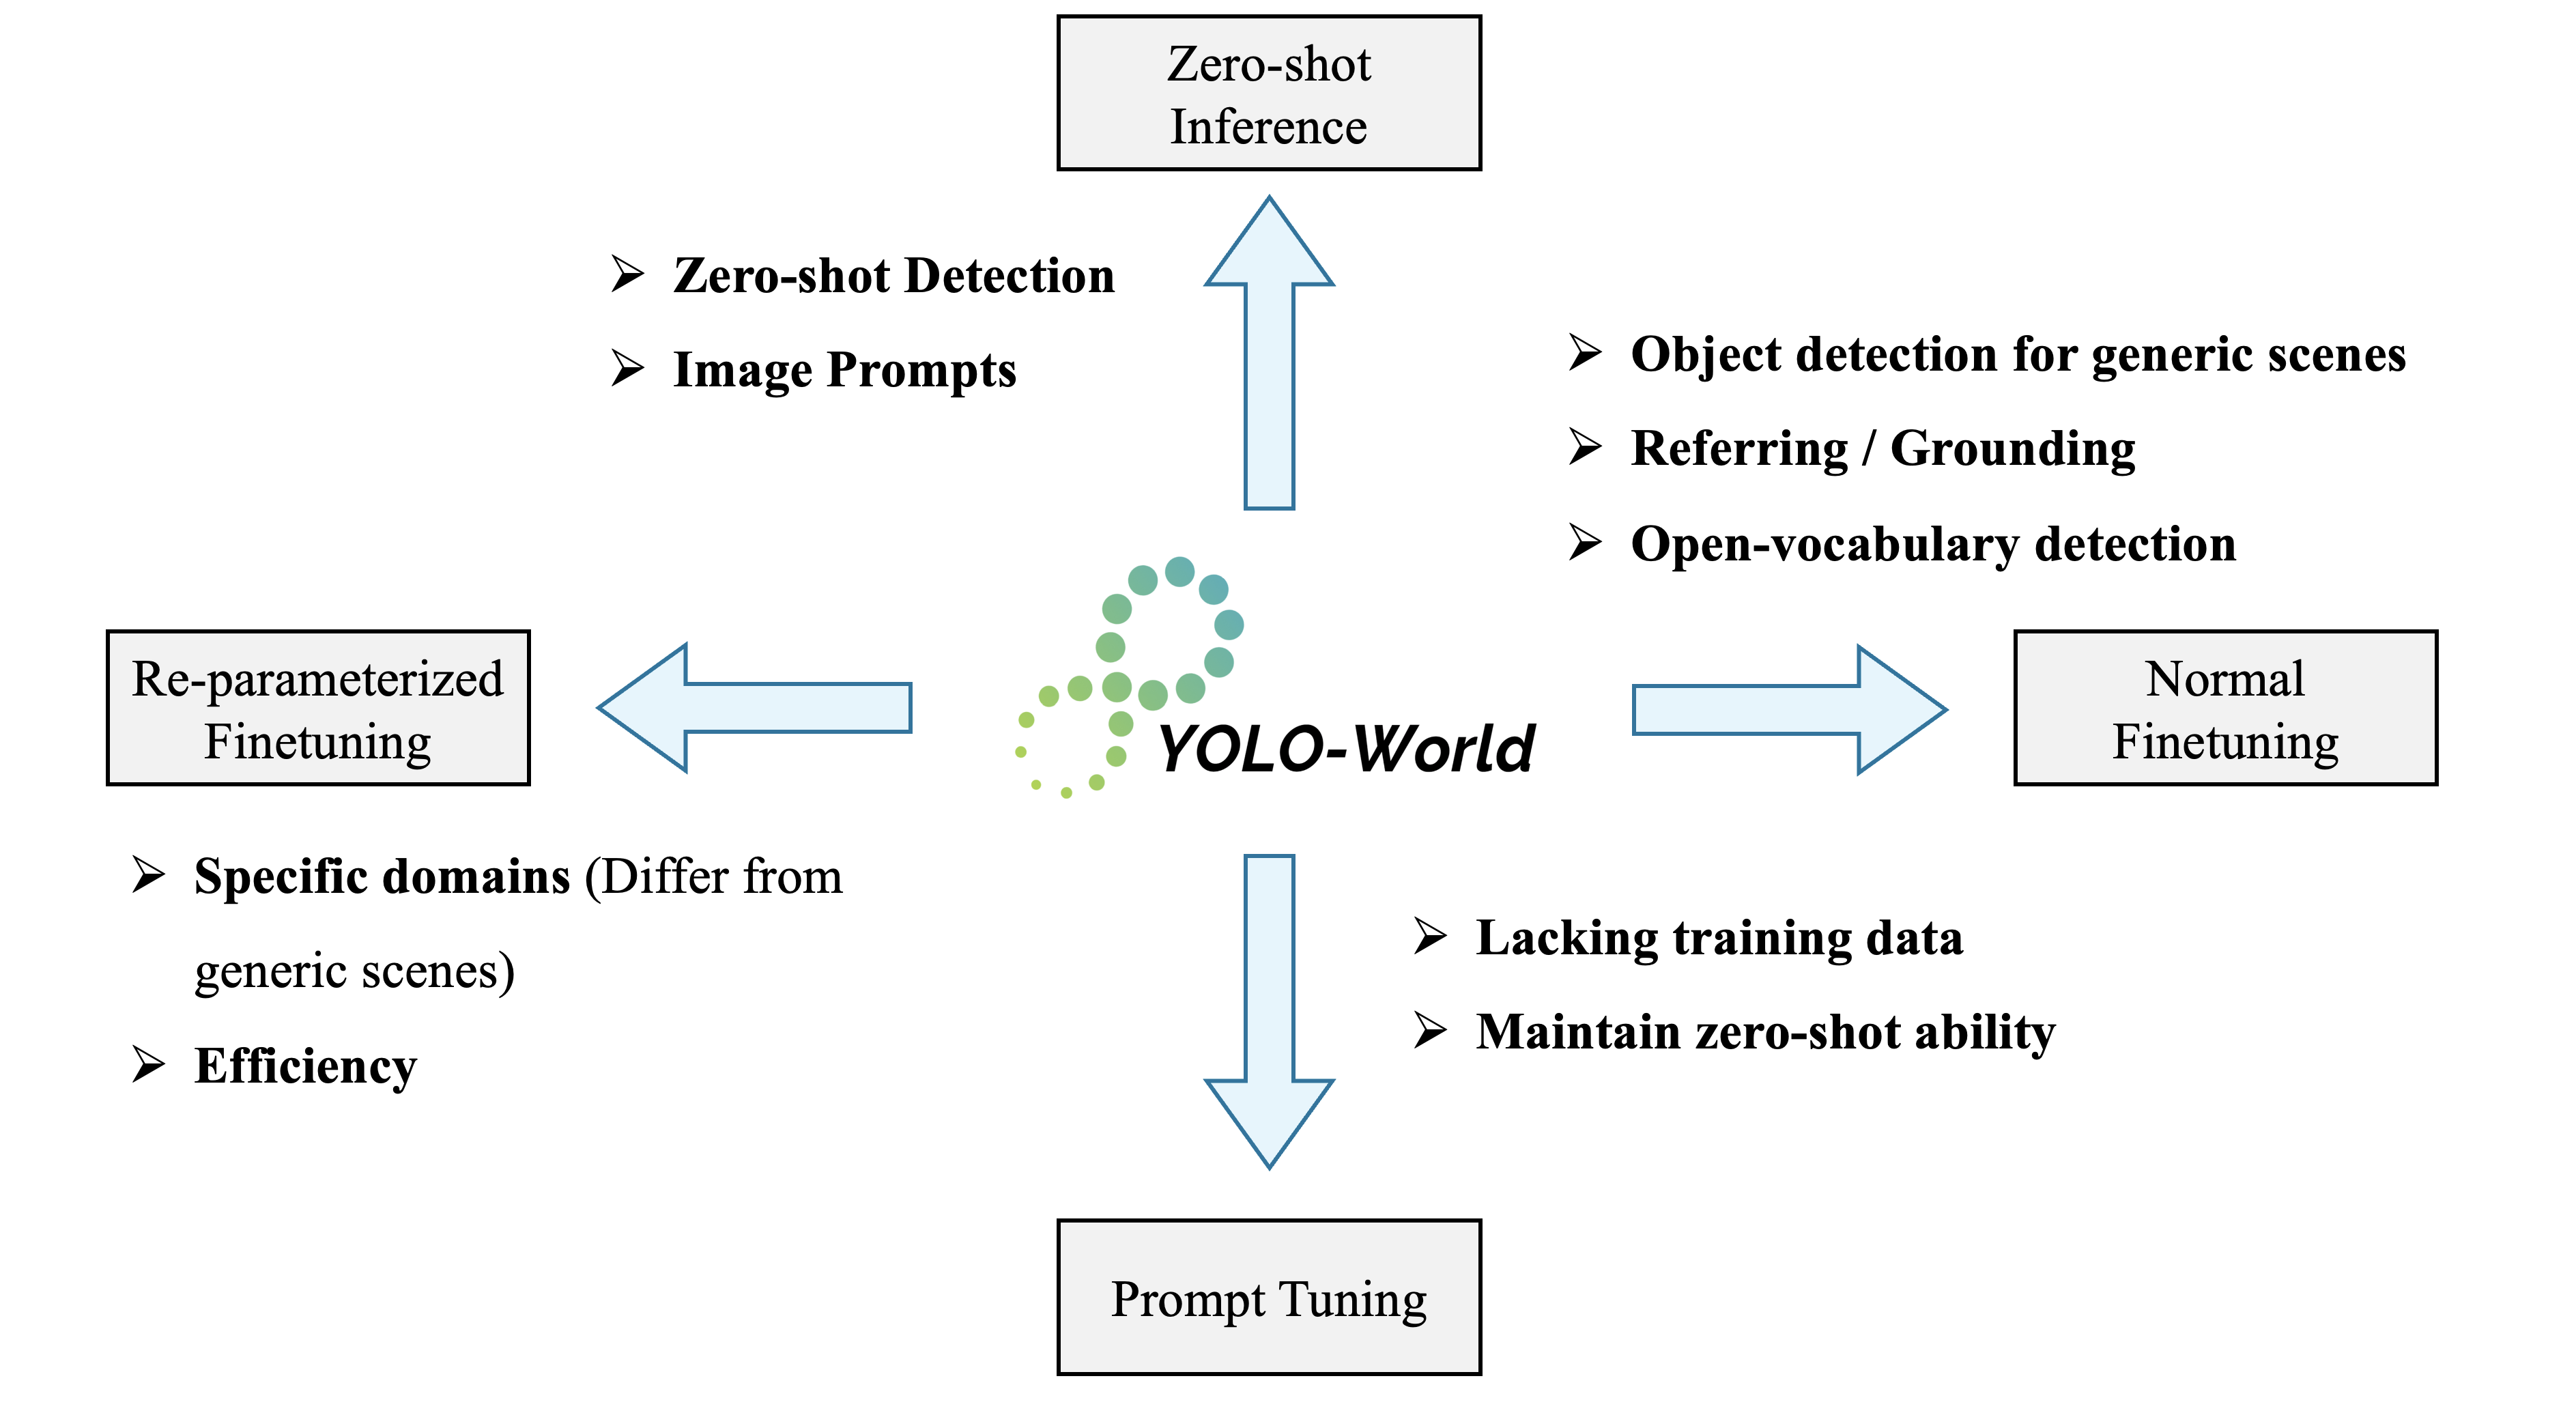 Zero-shot
Inference
➢ Zero-shot Detection
➢ Image Prompts
➢ Object detection for generic scenes
➢ Referring / Grounding
➢ Open-vocabulary detection
Re-parameterized
Finetuning
YOLO-World
Normal
Finetuning
➢ Specific domains (Differ from
generic scenes)
➢ Efficiency
➢ Lacking training data
➢ Maintain zero-shot ability
Prompt Tuning